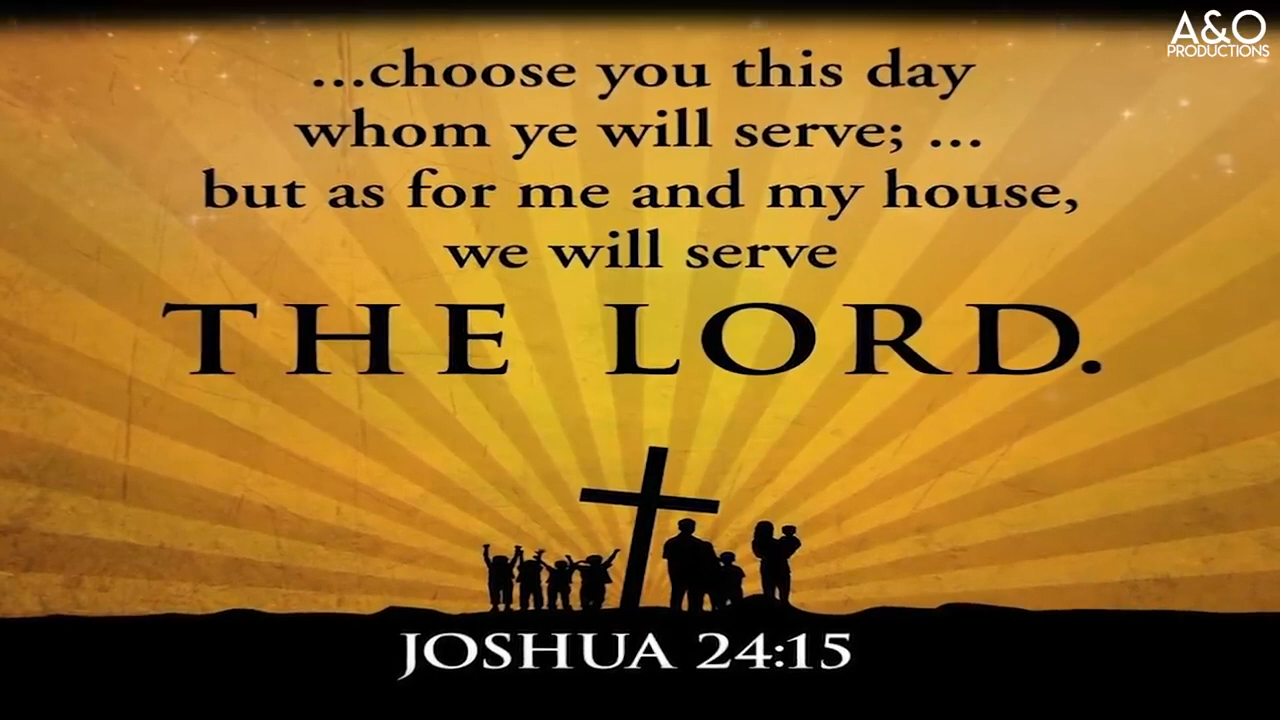 A&O
PRODUCTIONS
...choose you this day
whom ye will serve; ...
but as for me and my house,
we will serve
THE LORD.
JOSHUA 24:15